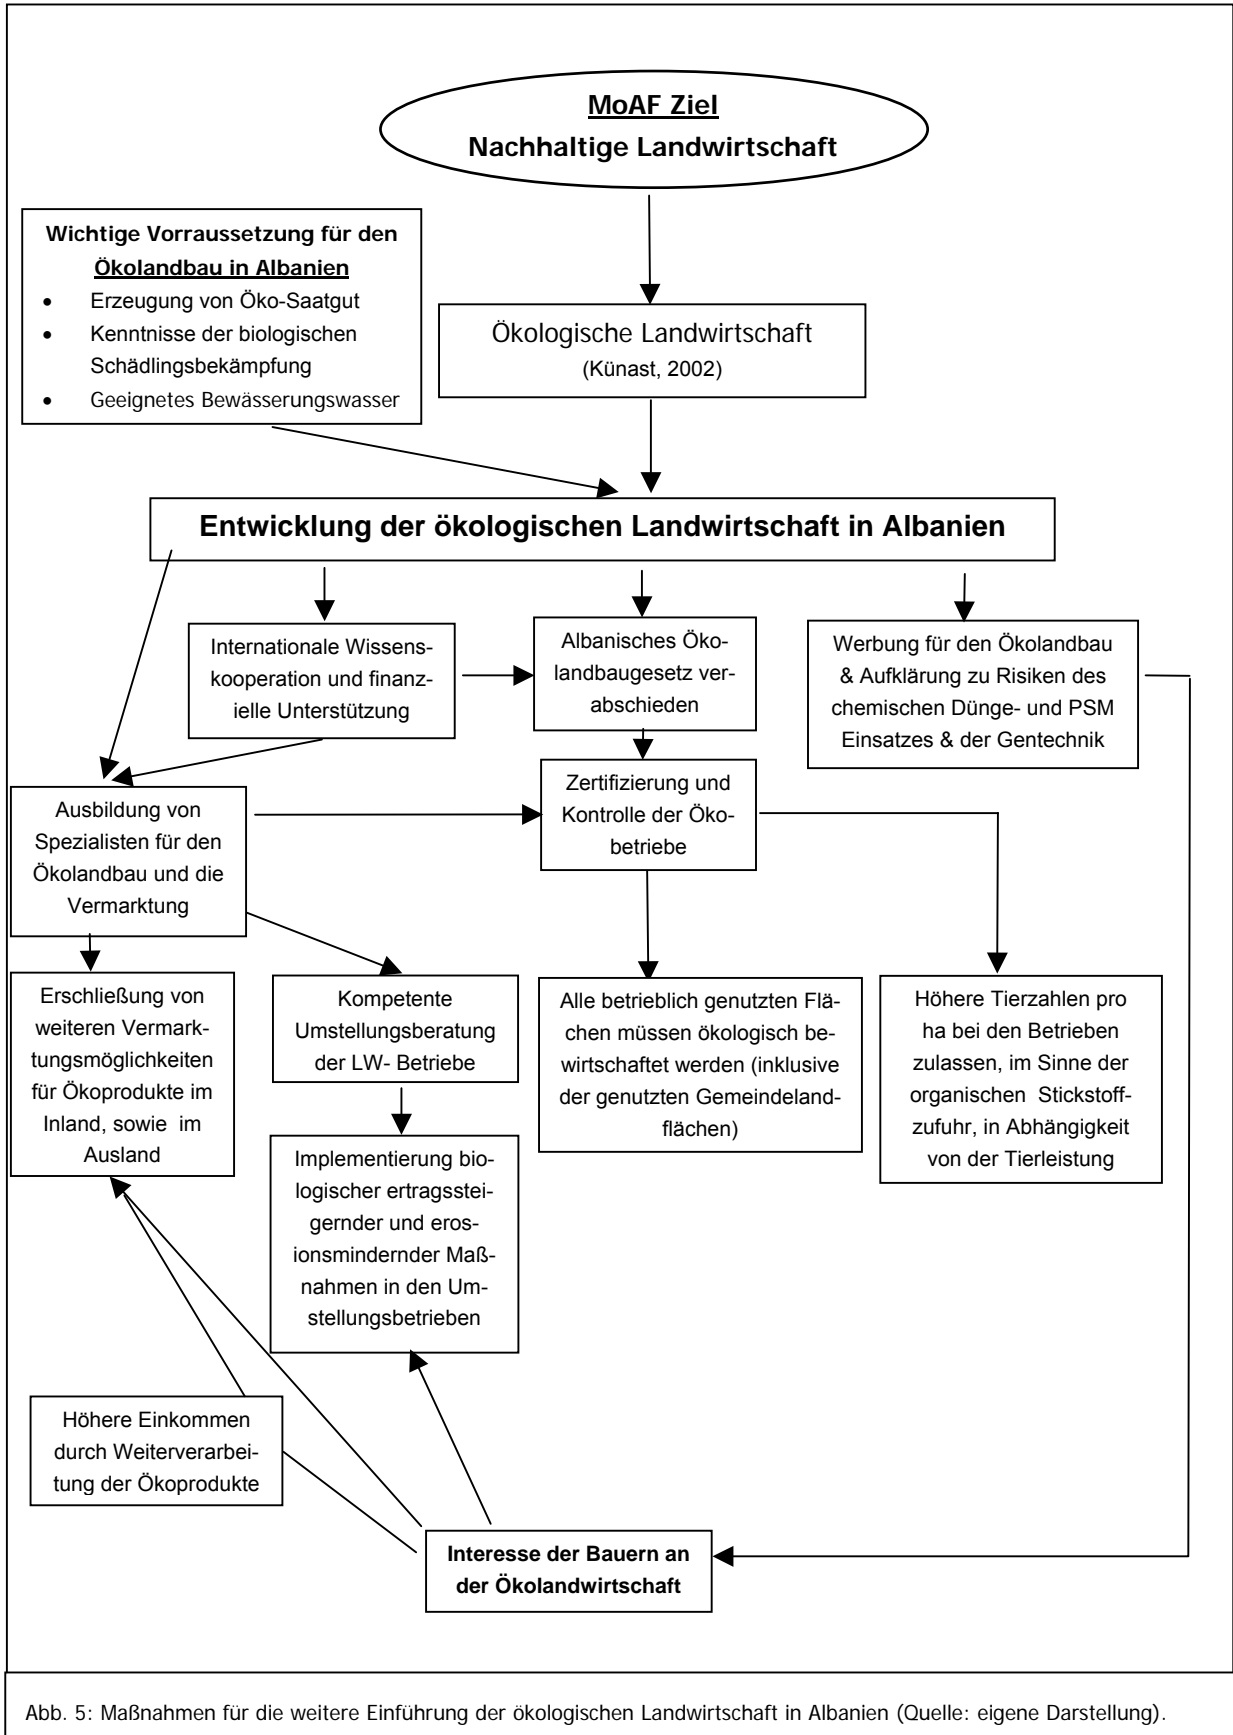 MoAF Ziel
Nachhaltige Landwirtschaft
Wichtige Vorraussetzung für den
Ökolandbau in Albanien
• Erzeugung von Öko-Saatgut
• Kenntnisse der biologischen
Schädlingsbekämpfung
• Geeignetes Bewässerungswasser
Ökologische Landwirtschaft
(Künast, 2002)
Entwicklung der ökologischen Landwirtschaft in Albanien
Internationale Wissens-
kooperation und finanz-
ielle Unterstützung
Albanisches Öko-
landbaugesetz ver-
abschieden
Werbung für den Ökolandbau
& Aufklärung zu Risiken des
chemischen Dünge- und PSM
Einsatzes & der Gentechnik
Ausbildung von
Spezialisten für den
Ökolandbau und die
Vermarktung
Zertifizierung und
Kontrolle der Öko-
betriebe
Erschließung von
weiteren Vermark-
tungsmöglichkeiten
für Ökoprodukte im
Inland, sowie im
Ausland
Kompetente
Umstellungsberatung
der LW- Betriebe
Alle betrieblich genutzten Flä-
chen müssen ökologisch be-
wirtschaftet werden (inklusive
der genutzten Gemeindeland-
flächen)
Höhere Tierzahlen pro
ha bei den Betrieben
zulassen, im Sinne der
organischen Stickstoff-
zufuhr, in Abhängigkeit
von der Tierleistung
Implementierung bio-
logischer ertragsstei-
gernder und eros-
ionsmindernder Maß-
nahmen in den Um-
stellungsbetrieben
Höhere Einkommen
durch Weiterverarbei-
tung der Ökoprodukte
Interesse der Bauern an
der Ökolandwirtschaft
Abb. 5: Maßnahmen für die weitere Einführung der ökologischen Landwirtschaft in Albanien (Quelle: eigene Darstellung).